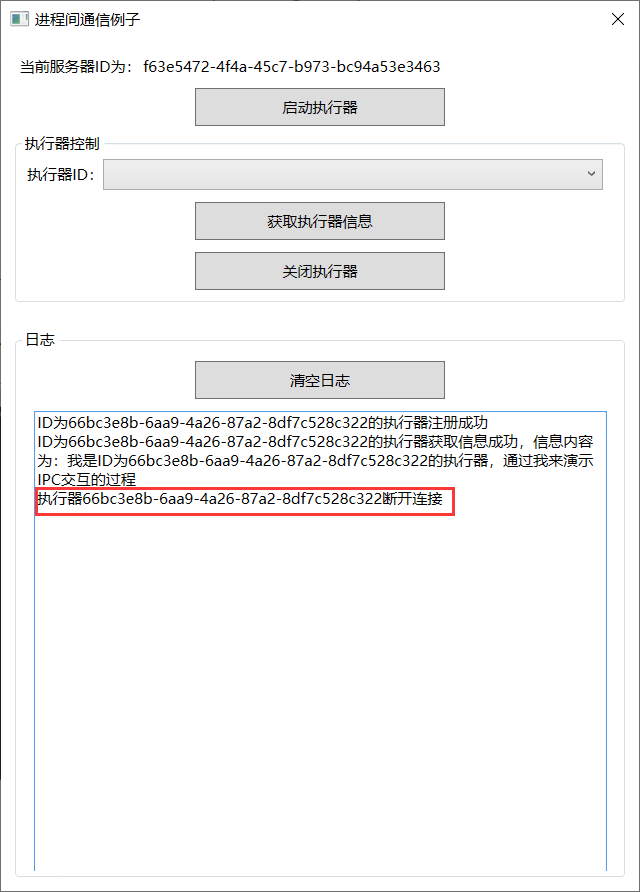 进程间通信例子
当前服务器ID为： f63e5472-4f4a-45c7-b973-bc94a53e3463
启动执行器
执行器控制
执行器ID：
获取执行器信息
关闭执行器
日志
清空日志
ID为66bc3e8b-6aa9-4a26-87a2-8df7c528c322的执行器注册成功
ID为66bc3e8b-6aa9-4a26-87a2-8df7c528c322的执行器获取信息成功，信息内容
为：我是ID为66bc3e8b-6aa9-4a26-87a2-8df7c528c322的执行器，通过我来演示
IPC交互的过程
执行器66bc3e8b-6aa9-4a26-87a2-8df7c528c322断开连接